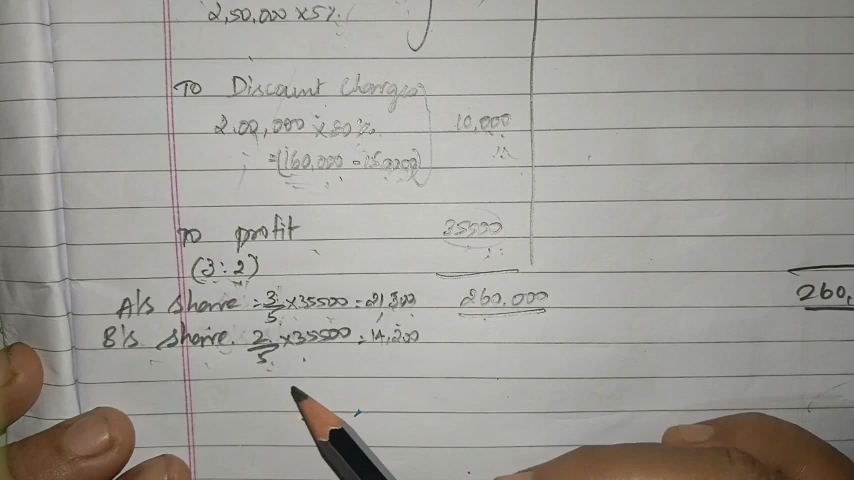 2,50,000 x 5%.
To Discount Charges
2,00,000 x 80%. 10,000
=(160,000 - 150,000)
To profit 35500
(3:2)
A's Share = 3/5 x 35500 = 21,300 260,000 260,
B's Share. 2/5 x 35500 = 14,200